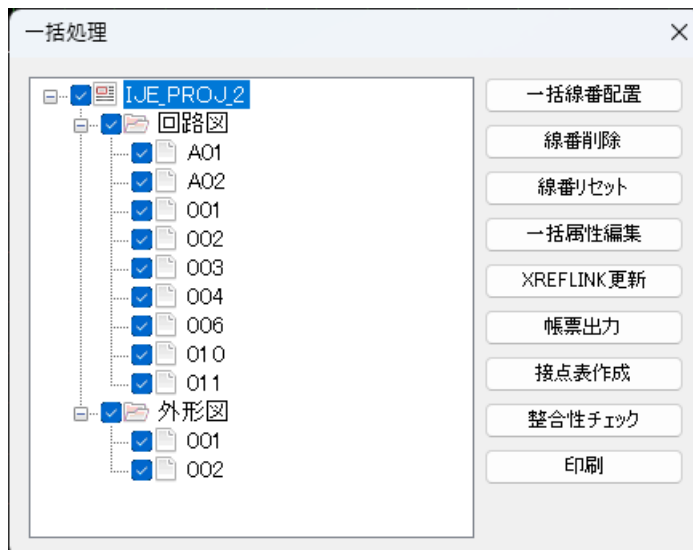 一括処理
IJE_PROJ_2
回路図
A01
A02
001
002
003
004
006
010
011
外形図
001
002
一括線番配置
線番削除
線番リセット
一括属性編集
XREFLINK更新
帳票出力
接点表作成
整合性チェック
印刷